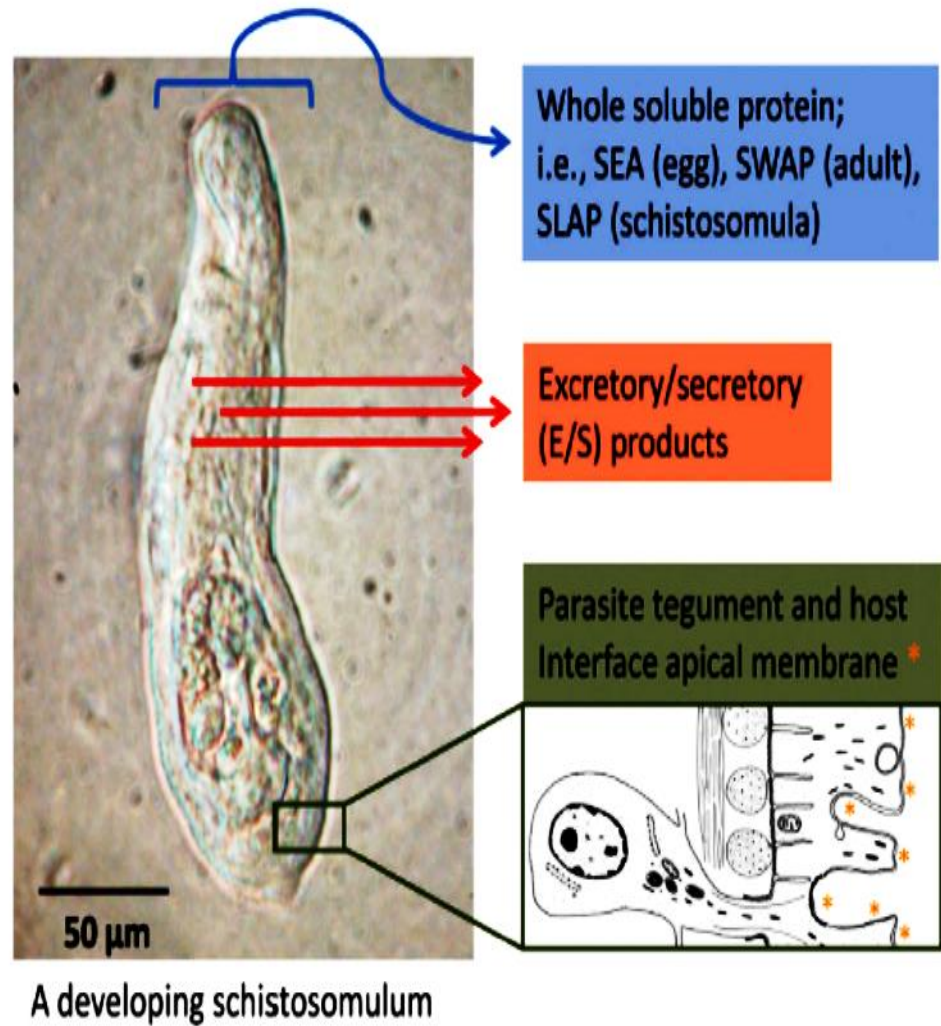 Whole soluble protein;
i.e., SEA (egg), SWAP (adult),
SLAP (schistosomula)
Excretory/secretory
(E/S) products
Parasite tegument and host
Interface apical membrane *
50 µm
A developing schistosomulum